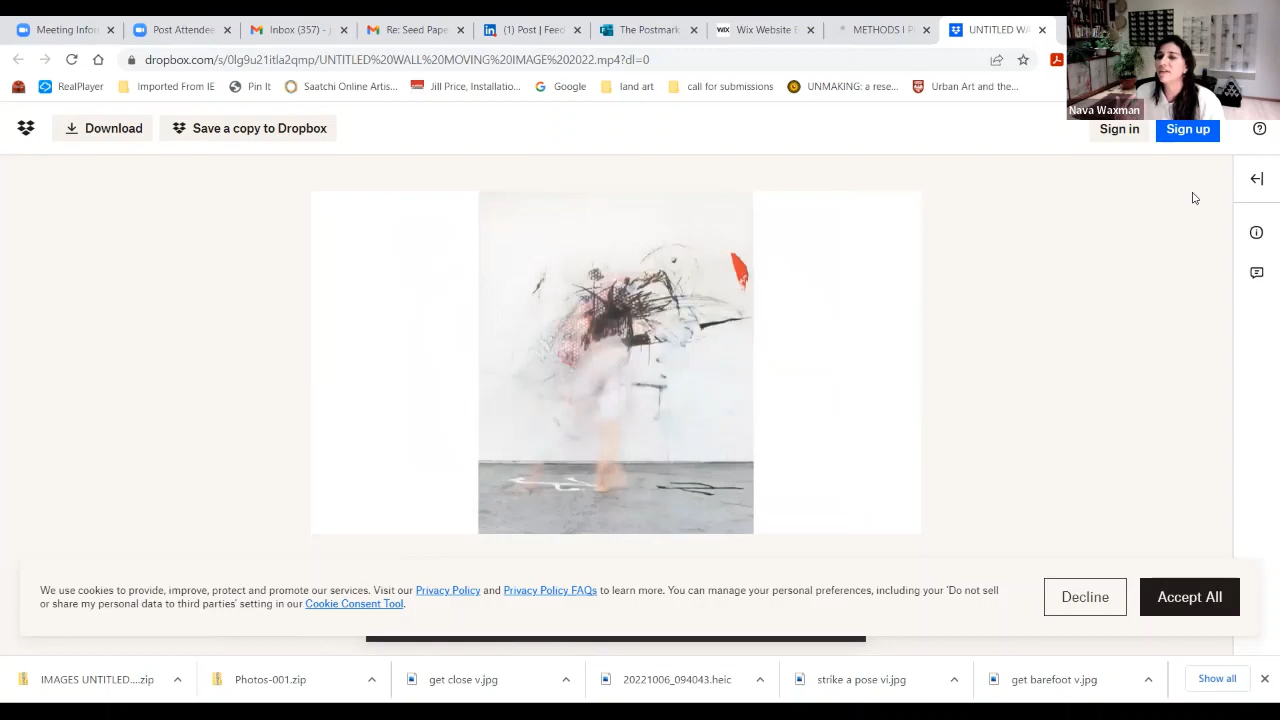 Meeting Infor
Post Attendee
Inbox (357) -
Re: Seed Pu
(1) Post | Feed
The Postmark
WIX
Wix Website E
UNTITLED WA
dropbox.com/s/0lg9u21itla2qmp/UNTITLED%20WALL%20MOVING%20IMAGE%202022.mp4?dl=0
RealPlayer
Imported From IE
Pin It
Saatchi Online Artis...
Jill Price, Installatio...
Google
land art
call for submissions
UNMAKING: a rese...
Urban Art and the...
Nava Waxman
Download
Save a copy to Dropbox
Sign in
Sign up
We use cookies to provide, improve, protect and promote our services. Visit our Privacy Policy and Privacy Policy FAQs to learn more. You can manage your personal preferences, including your 'Do not sell
or share my personal data to third parties' setting in our Cookie Consent Tool.
Decline
Accept All
IMAGES UNTITLED....zip
Photos-001.zip
get close v.jpg
20221006_094043.heic
strike a pose vi.jpg
get barefoot v.jpg
Show all